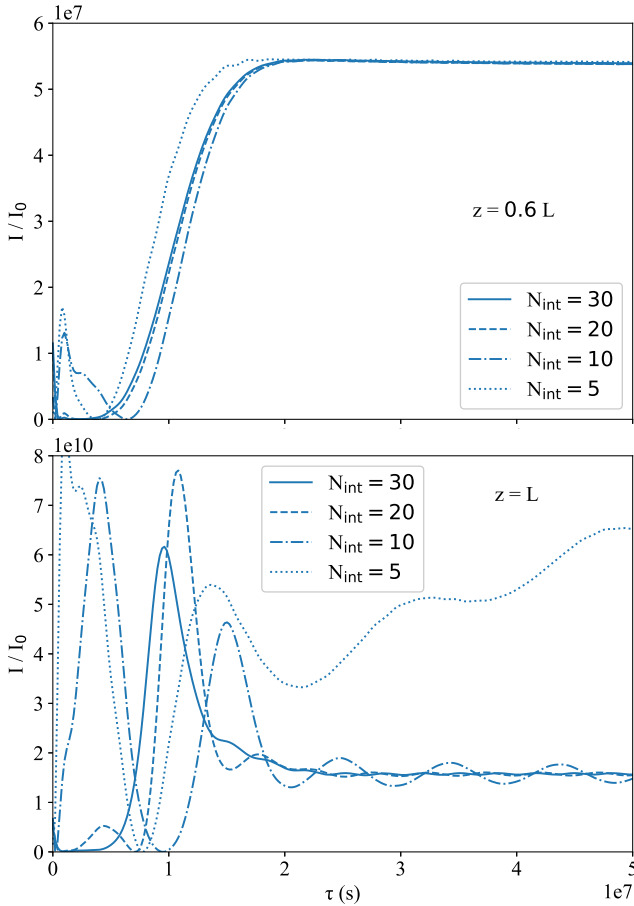 1e7
6
5
4
3
2
1
0
I / I0
z = 0.6 L
Nint = 30
Nint = 20
Nint = 10
Nint = 5
1e10
8
7
6
5
4
3
2
1
0
I / I0
z = L
Nint = 30
Nint = 20
Nint = 10
Nint = 5
0 1 2 3 4 5
τ (s)
1e7